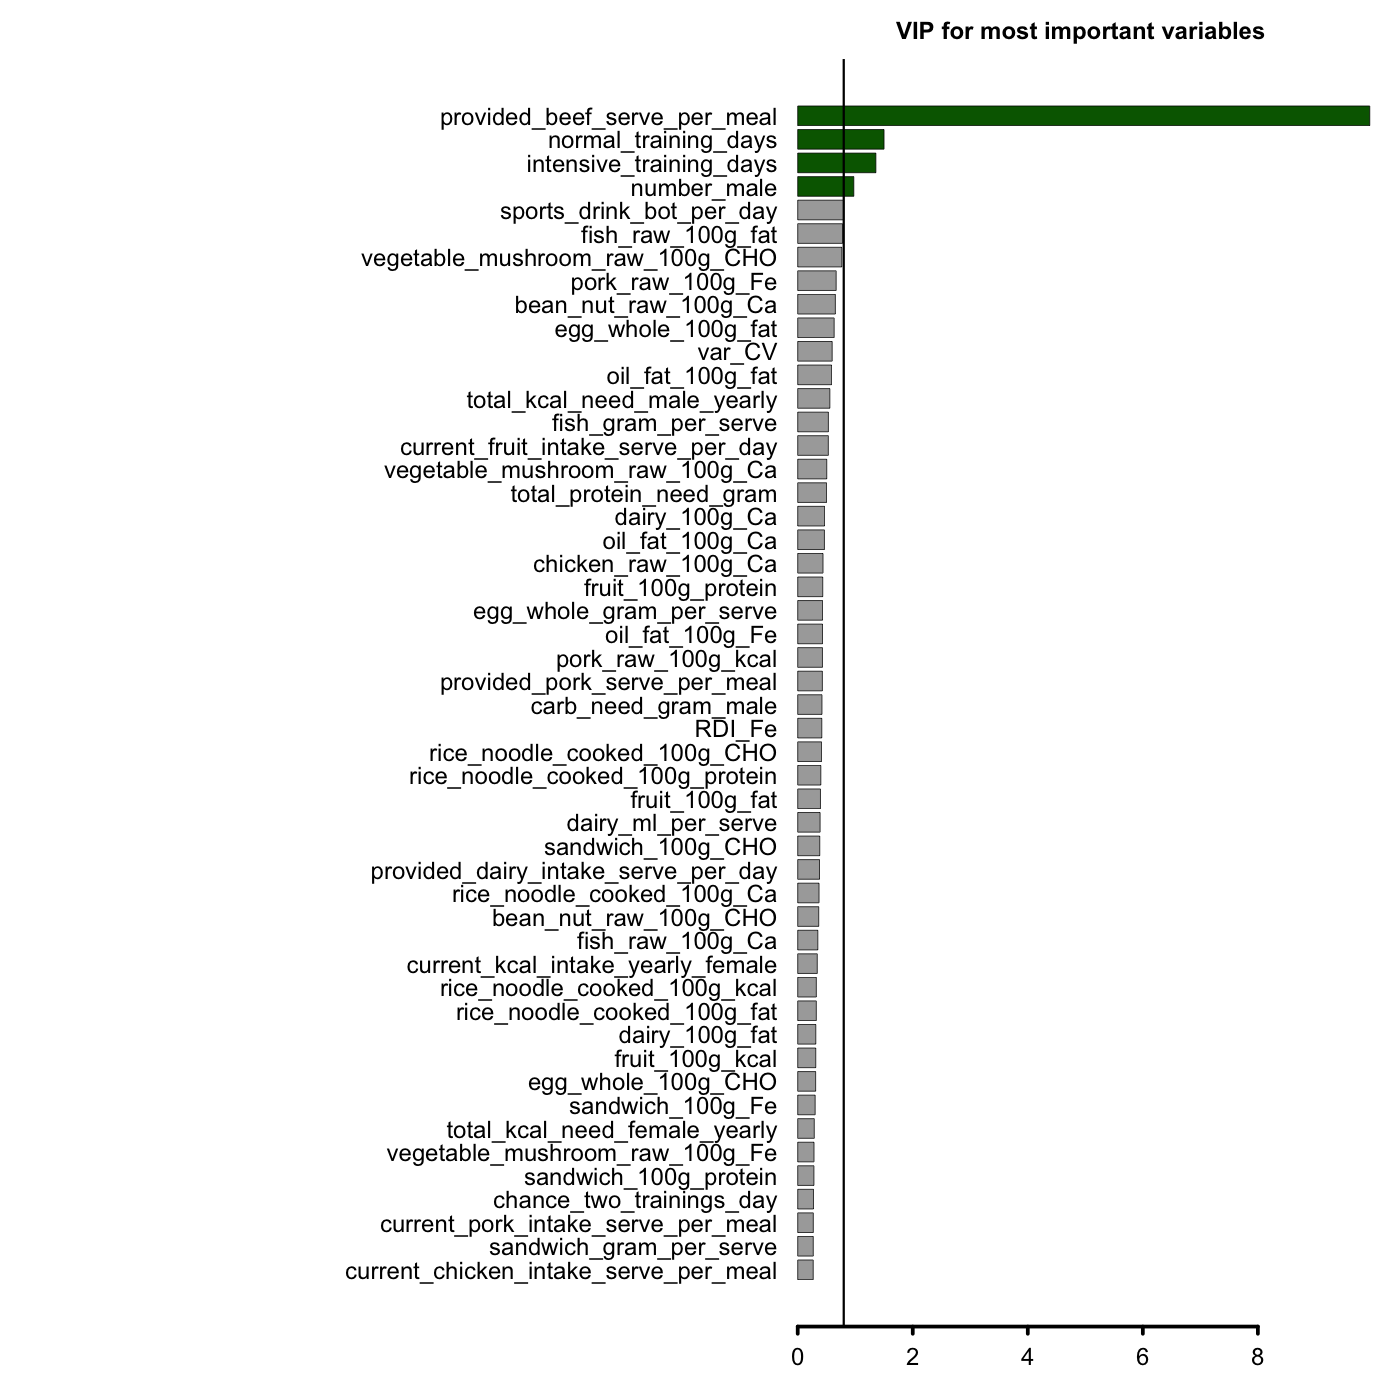 VIP for most important variables
provided_beef_serve_per_meal
normal_training_days
intensive_training_days
number_male
sports_drink_bot_per_day
fish_raw_100g_fat
vegetable_mushroom_raw_100g_CHO
pork_raw_100g_Fe
bean_nut_raw_100g_Ca
egg_whole_100g_fat
var_CV
oil_fat_100g_fat
total_kcal_need_male_yearly
fish_gram_per_serve
current_fruit_intake_serve_per_day
vegetable_mushroom_raw_100g_Ca
total_protein_need_gram
dairy_100g_Ca
oil_fat_100g_Ca
chicken_raw_100g_Ca
fruit_100g_protein
egg_whole_gram_per_serve
oil_fat_100g_Fe
pork_raw_100g_kcal
provided_pork_serve_per_meal
carb_need_gram_male
RDI_Fe
rice_noodle_cooked_100g_CHO
rice_noodle_cooked_100g_protein
fruit_100g_fat
dairy_ml_per_serve
sandwich_100g_CHO
provided_dairy_intake_serve_per_day
rice_noodle_cooked_100g_Ca
bean_nut_raw_100g_CHO
fish_raw_100g_Ca
current_kcal_intake_yearly_female
rice_noodle_cooked_100g_kcal
rice_noodle_cooked_100g_fat
dairy_100g_fat
fruit_100g_kcal
egg_whole_100g_CHO
sandwich_100g_Fe
total_kcal_need_female_yearly
vegetable_mushroom_raw_100g_Fe
sandwich_100g_protein
chance_two_trainings_day
current_pork_intake_serve_per_meal
sandwich_gram_per_serve
current_chicken_intake_serve_per_meal
0 2 4 6 8